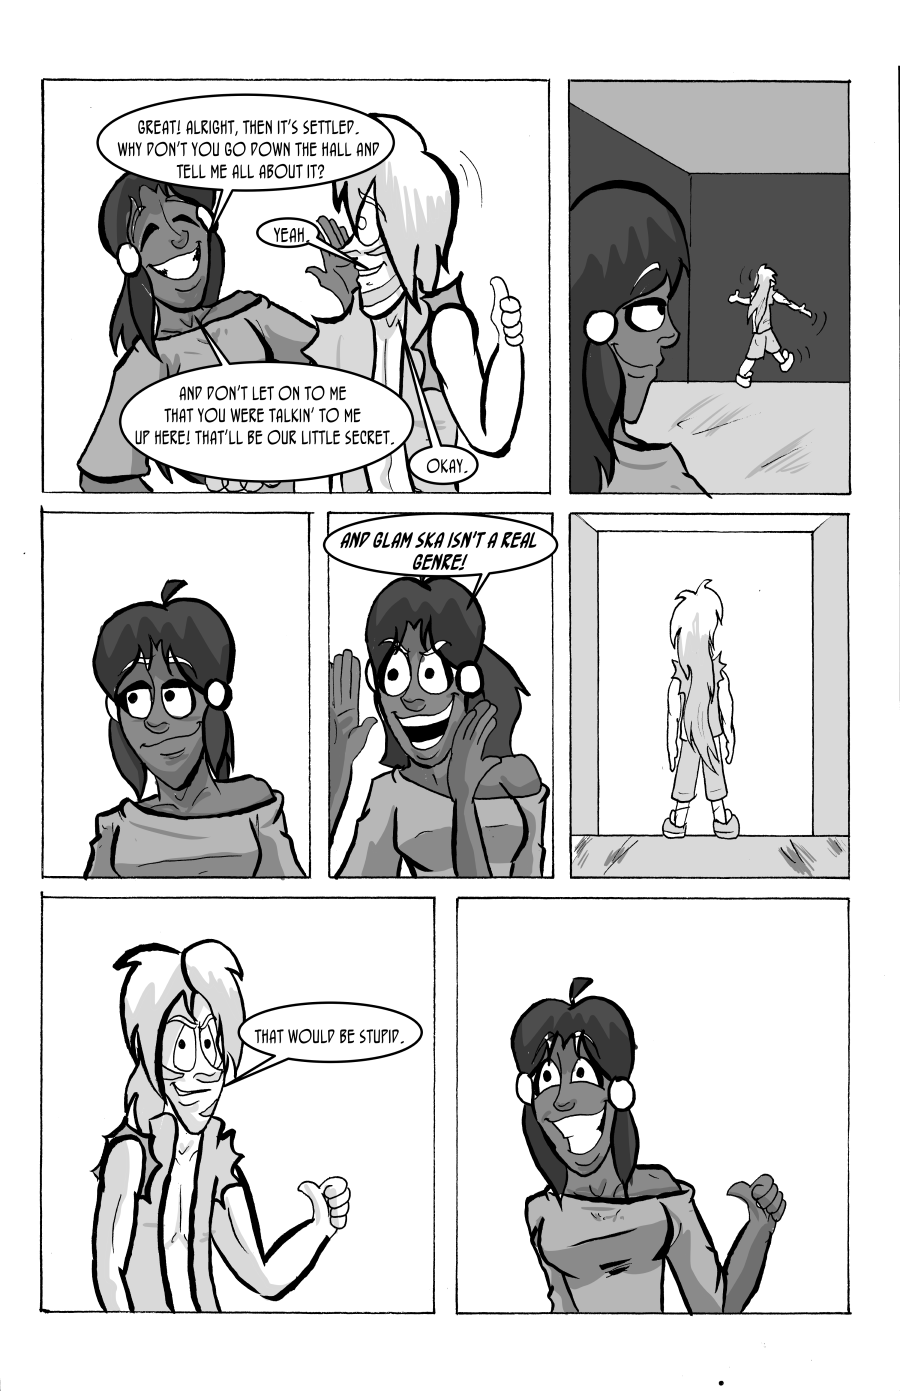 GREAT! ALRIGHT, THEN IT'S SETTLED.
WHY DON'T YOU GO DOWN THE HALL AND
TELL ME ALL ABOUT IT?
YEAH.
AND DON'T LET ON TO ME
THAT YOU WERE TALKIN' TO ME
UP HERE! THAT'LL BE OUR LITTLE SECRET.
OKAY.
AND GLAM SKA ISN'T A REAL
GENRE!
THAT WOULD BE STUPID.